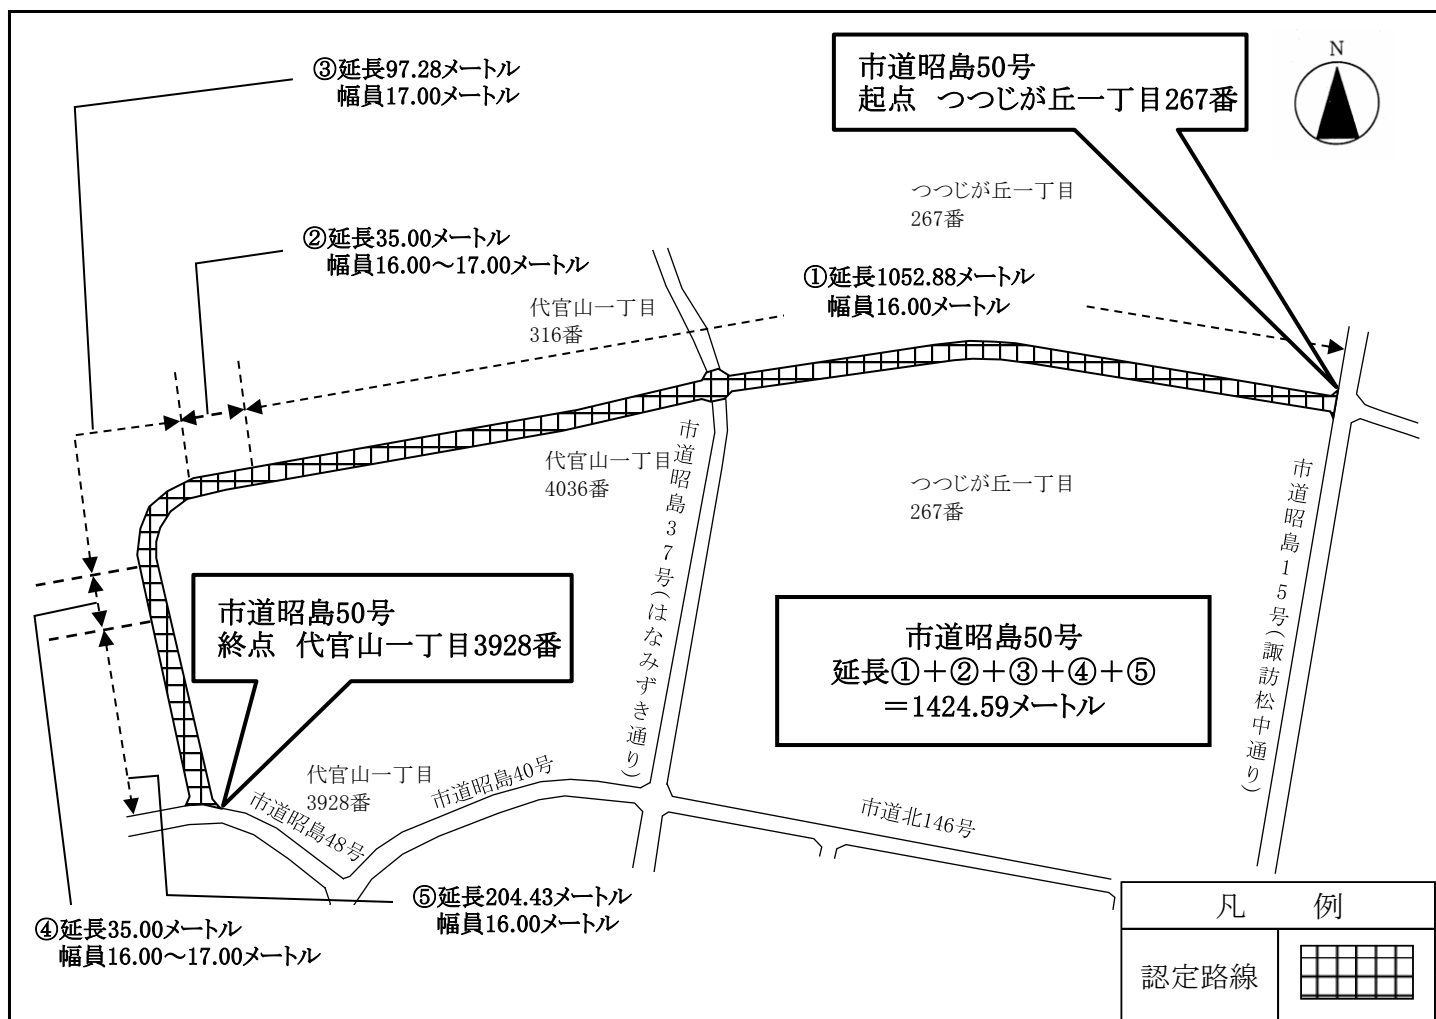 ③延長97.28メートル
幅員17.00メートル
市道昭島50号
起点　つつじが丘一丁目267番
N
つつじが丘一丁目
267番
②延長35.00メートル
幅員16.00～17.00メートル
①延長1052.88メートル
幅員16.00メートル
代官山一丁目
316番
代官山一丁目
4036番
市道昭島37号(はなみずき通り)
つつじが丘一丁目
267番
市道昭島15号(諏訪松中通り)
市道昭島50号
終点　代官山一丁目3928番
市道昭島50号
延長①＋②＋③＋④＋⑤
＝1424.59メートル
代官山一丁目
3928番
市道昭島48号
市道昭島40号
市道北146号
⑤延長204.43メートル
幅員16.00メートル
④延長35.00メートル
幅員16.00～17.00メートル
凡　例
認定路線